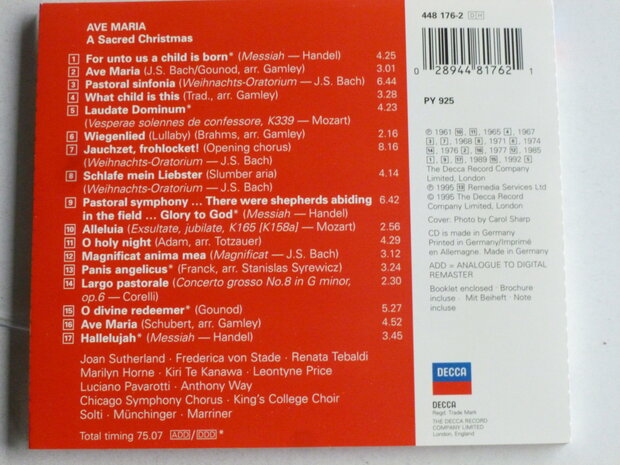 AVE MARIA
A Sacred Christmas
1 For unto us a child is born* (Messiah — Handel) 4.25
2 Ave Maria (J.S. Bach/Gounod, arr. Gamley) 3.01
3 Pastoral sinfonia (Weihnachts-Oratorium — J.S. Bach) 6.44
4 What child is this (Trad., arr. Gamley) 3.28
5 Laudate Dominum* 4.23
(Vesperae solennes de confessore, K339 — Mozart)
6 Wiegenlied (Lullaby) (Brahms, arr. Gamley) 2.16
7 Jauchzet, frohlocket! (Opening chorus) 8.16
(Weihnachts-Oratorium — J.S. Bach)
8 Schlafe mein Liebster (Slumber aria) 4.14
(Weihnachts-Oratorium — J.S. Bach)
9 Pastoral symphony ... There were shepherds abiding 6.42
in the field ... Glory to God* (Messiah — Handel)
10 Alleluia (Exsultate, jubilate, K165 [K158a] — Mozart) 2.56
11 O holy night (Adam, arr. Totzauer) 4.29
12 Magnificat anima mea (Magnificat — J.S. Bach) 3.12
13 Panis angelicus* (Franck, arr. Stanislas Syrewicz) 3.24
14 Largo pastorale (Concerto grosso No.8 in G minor, 2.30
op.6 — Corelli)
15 O divine redeemer* (Gounod) 5.27
16 Ave Maria (Schubert, arr. Gamley) 4.52
17 Hallelujah* (Messiah — Handel) 3.45
Joan Sutherland · Frederica von Stade · Renata Tebaldi
Marilyn Horne · Kiri Te Kanawa · Leontyne Price
Luciano Pavarotti · Anthony Way
Chicago Symphony Chorus · King's College Choir
Solti · Münchinger · Marriner
Total timing 75.07 ADD/DDD*
448 176-2 DH
0 28944 81762 1
PY 925
Ⓟ 1961 10, 11, 1965 4, 1967
3, 7, 1968 8, 1971 6, 1974
14, 1976 2, 1977 12, 1985
1, 9, 17, 1989 15, 1992 5
The Decca Record Company
Limited, London
Ⓟ 1995 13 Remedia Services Ltd
© 1995 The Decca Record
Company Limited, London
Cover: Photo by Carol Sharp
CD is made in Germany
Printed in Germany/Imprimé
en Allemagne. Made in Germany
ADD = ANALOGUE TO DIGITAL
REMASTER
Booklet enclosed · Brochure
incluse · Mit Beiheft · Note
incluse
DECCA
DECCA
Regd. Trade Mark
THE DECCA RECORD
COMPANY LIMITED
London, England